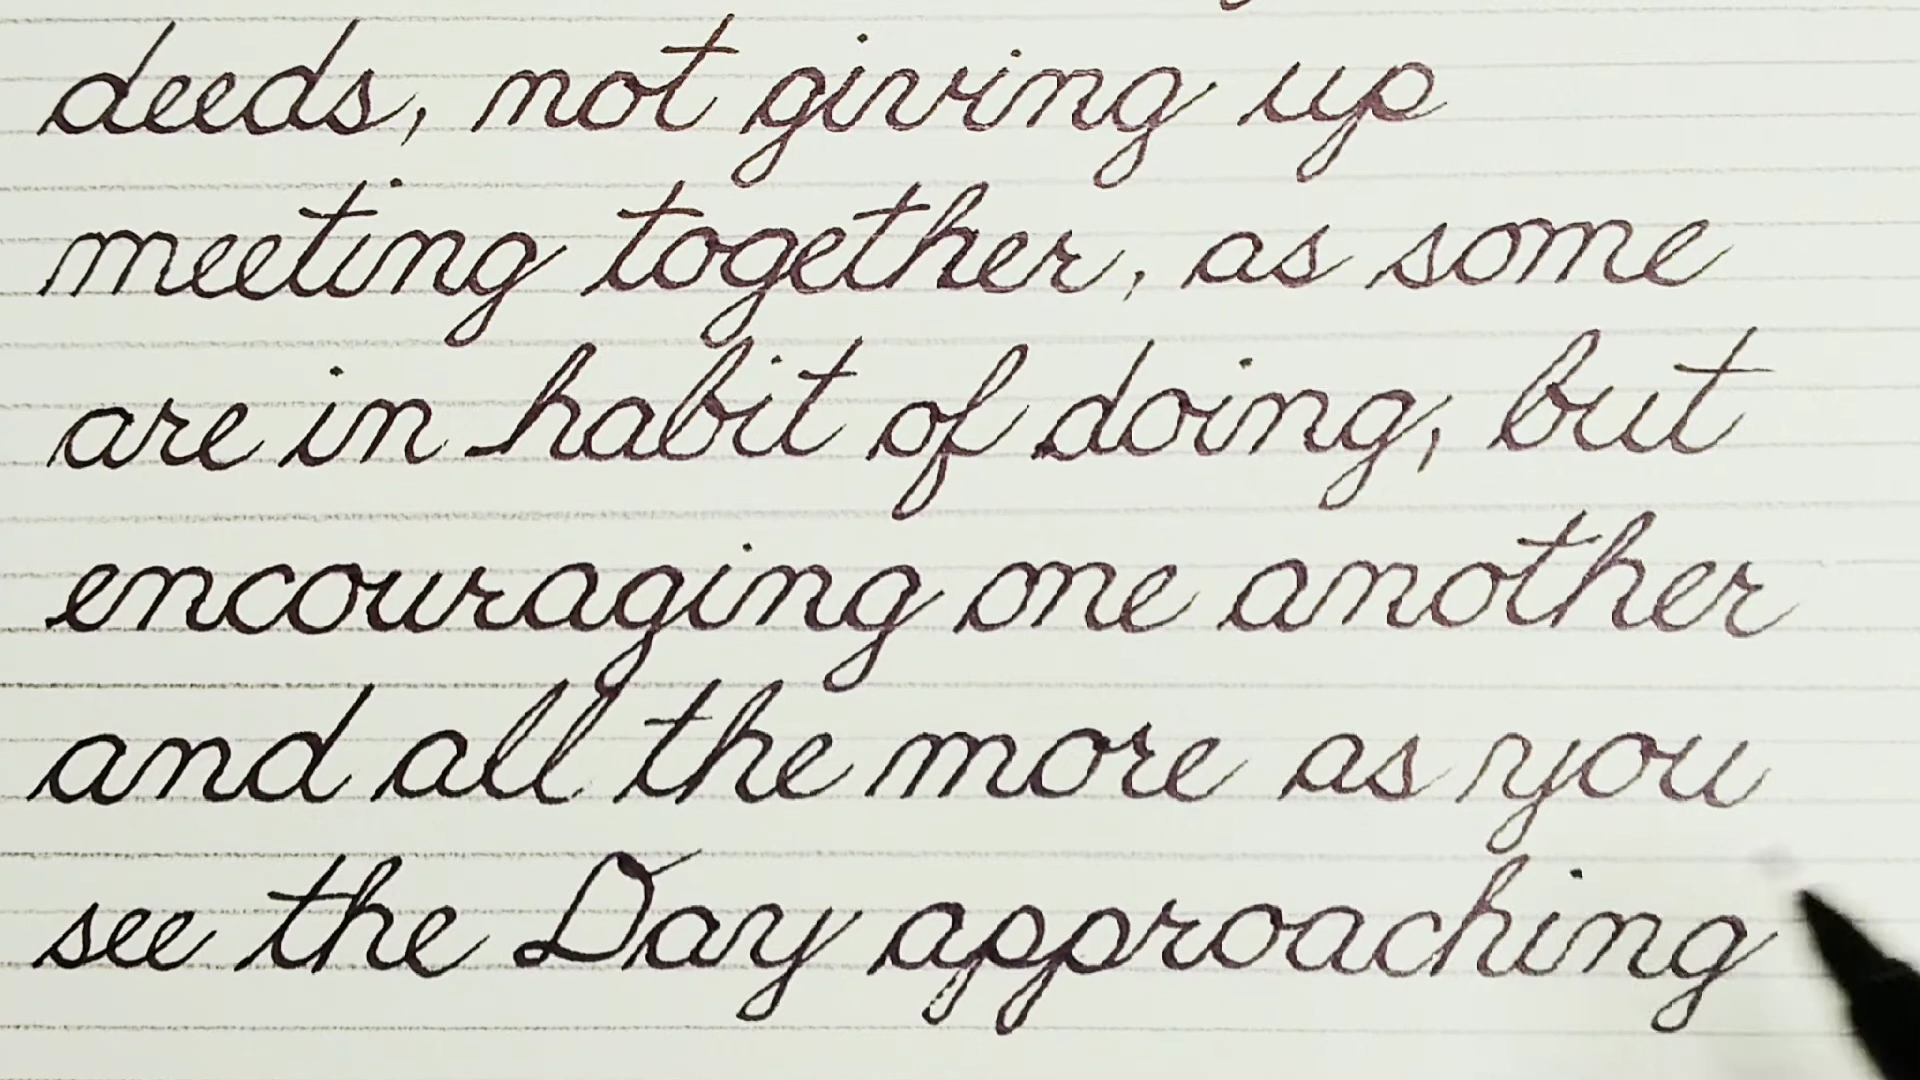 deeds, not giving up
meeting together, as some
are in habit of doing, but
encouraging one another
and all the more as you
see the Day approaching